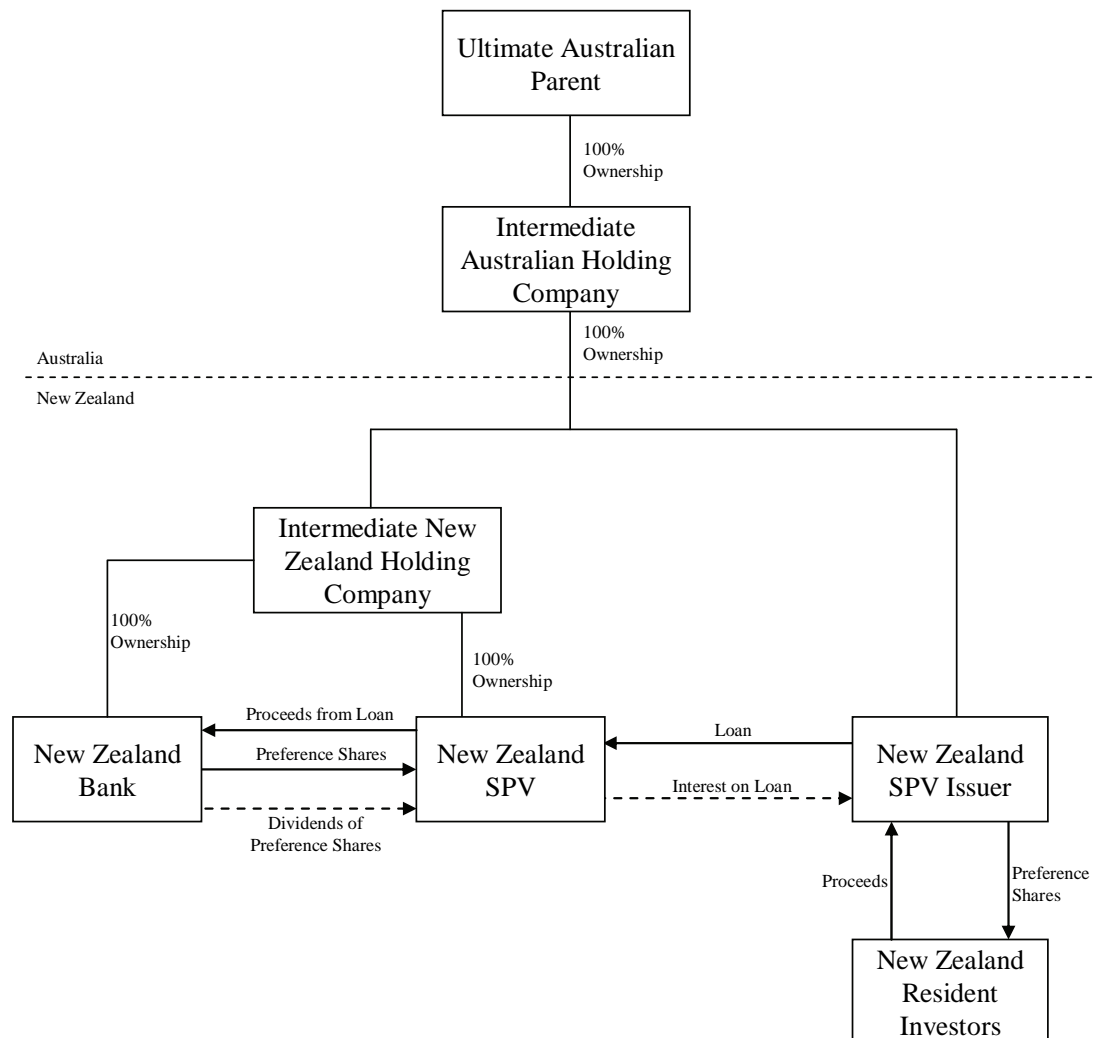 Ultimate Australian
Parent
100%
Ownership
Intermediate
Australian Holding
Company
100%
Ownership
Australia
New Zealand
Intermediate New
Zealand Holding
Company
100%
Ownership
100%
Ownership
New Zealand
Bank
Proceeds from Loan
Preference Shares
Dividends of
Preference Shares
New Zealand
SPV
Loan
Interest on Loan
New Zealand
SPV Issuer
Proceeds
Preference
Shares
New Zealand
Resident
Investors